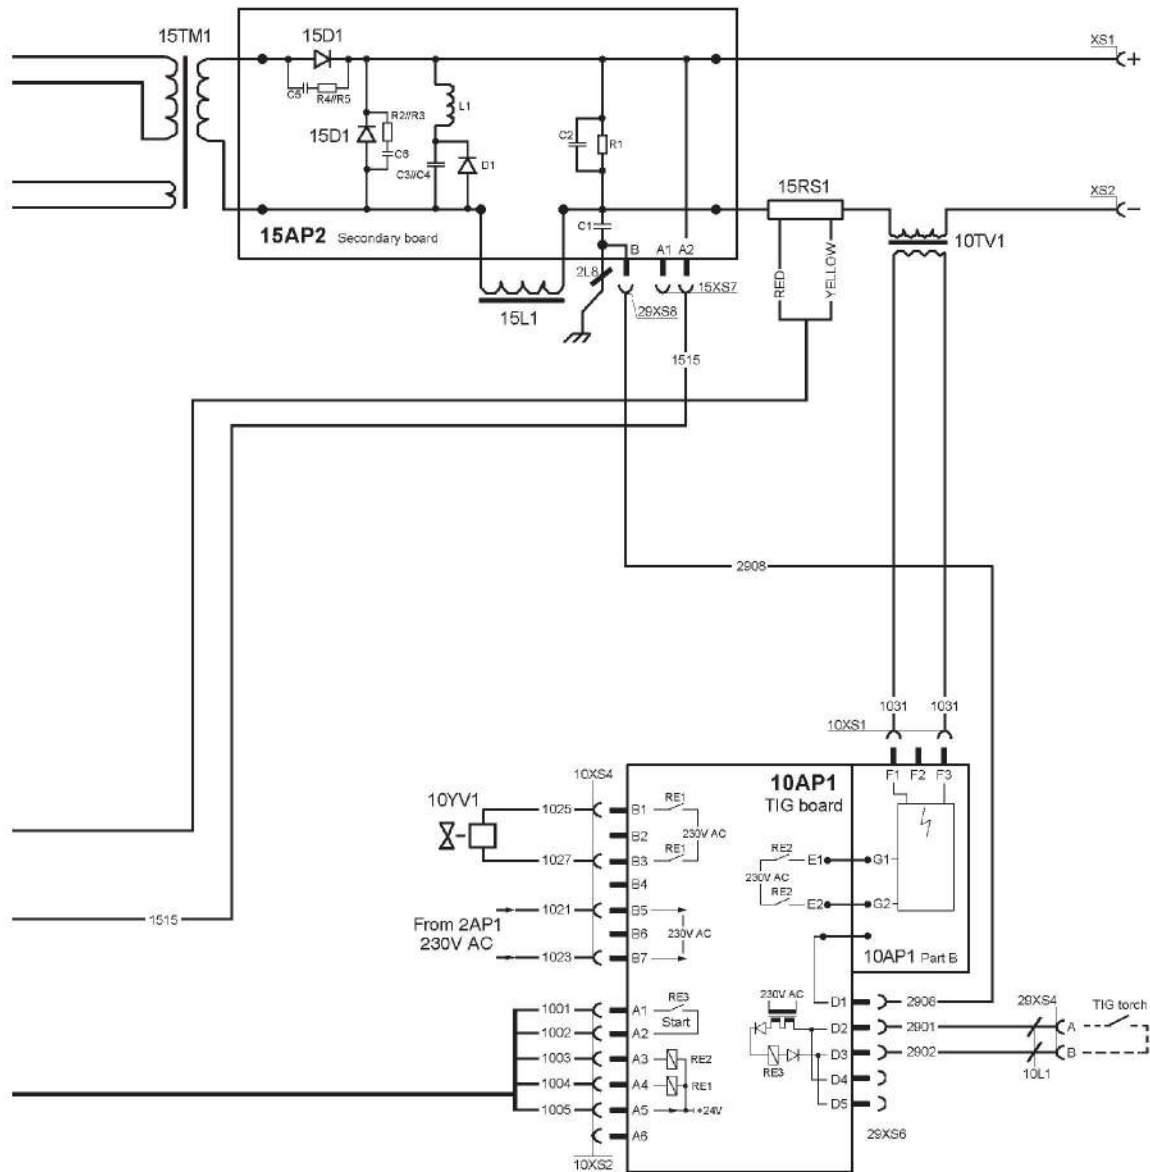 15TM1
15D1
XS1
+
C5
R4//R5
L1
R2//R3
15D1
C6
C3//C4
D1
C2
R1
15RS1
XS2
-
15AP2 Secondary board
C1
B A1 A2
10TV1
2L8
RED
YELLOW
15L1
29XS8
15XS7
1515
2908
1031 1031
10XS1
F1 F2 F3
10XS4
10AP1
TIG board
10YV1
1025
B1
RE1
B2
230V AC
1027
B3
RE1
B4
RE2
E1
G1
230V AC
RE2
E2
G2
1515
From 2AP1
230V AC
1021
B5
B6
230V AC
1023
B7
10AP1 Part B
1001
A1
RE3
Start
230V AC
D1
2908
29XS4
TIG torch
1002
A2
D2
2901
A
1003
A3
RE2
RE3
D3
2902
B
1004
A4
RE1
D4
10L1
1005
A5
+24V
D5
A6
29XS6
10XS2